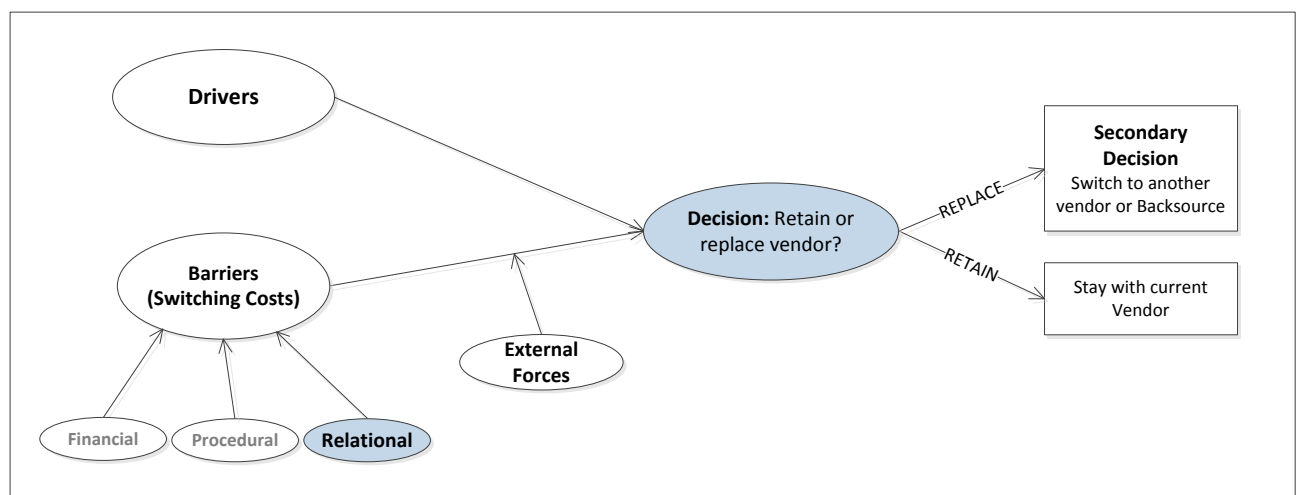 Drivers
Barriers
(Switching Costs)
Financial
Procedural
Relational
External
Forces
Decision: Retain or
replace vendor?
REPLACE
RETAIN
Secondary
Decision
Switch to another
vendor or Backsource
Stay with current
Vendor